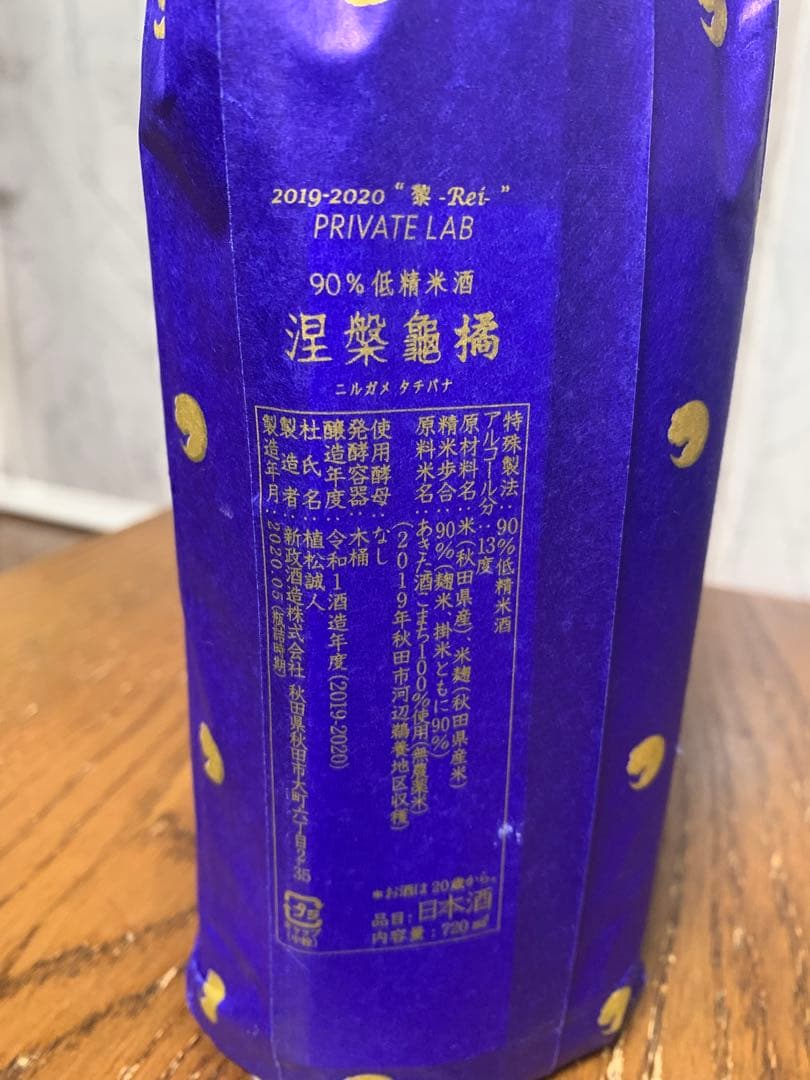 2019-2020 “黎 -Rei- ”
PRIVATE LAB
90%低精米酒
涅槃龜橘
ニルガメ タチバナ
特殊製法：90%低精米酒
アルコール分：13度
原材料名：米(秋田県産)、米麹(秋田県産米)
精米歩合：90%(麹米 掛米ともに90%)
原料米名：あきた酒こまち100%使用(無農薬米)
(2019年秋田市河辺鵜養地区収穫)
使用酵母：なし
発酵容器：木桶
醸造年度：令和1酒造年度(2019-2020)
杜氏名：植松誠人
製造者：新政酒造株式会社 秋田県秋田市大町六丁目2-35
製造年月：2020.05(瓶詰時期)
*お酒は20歳から。
品目：日本酒
内容量：720㎖